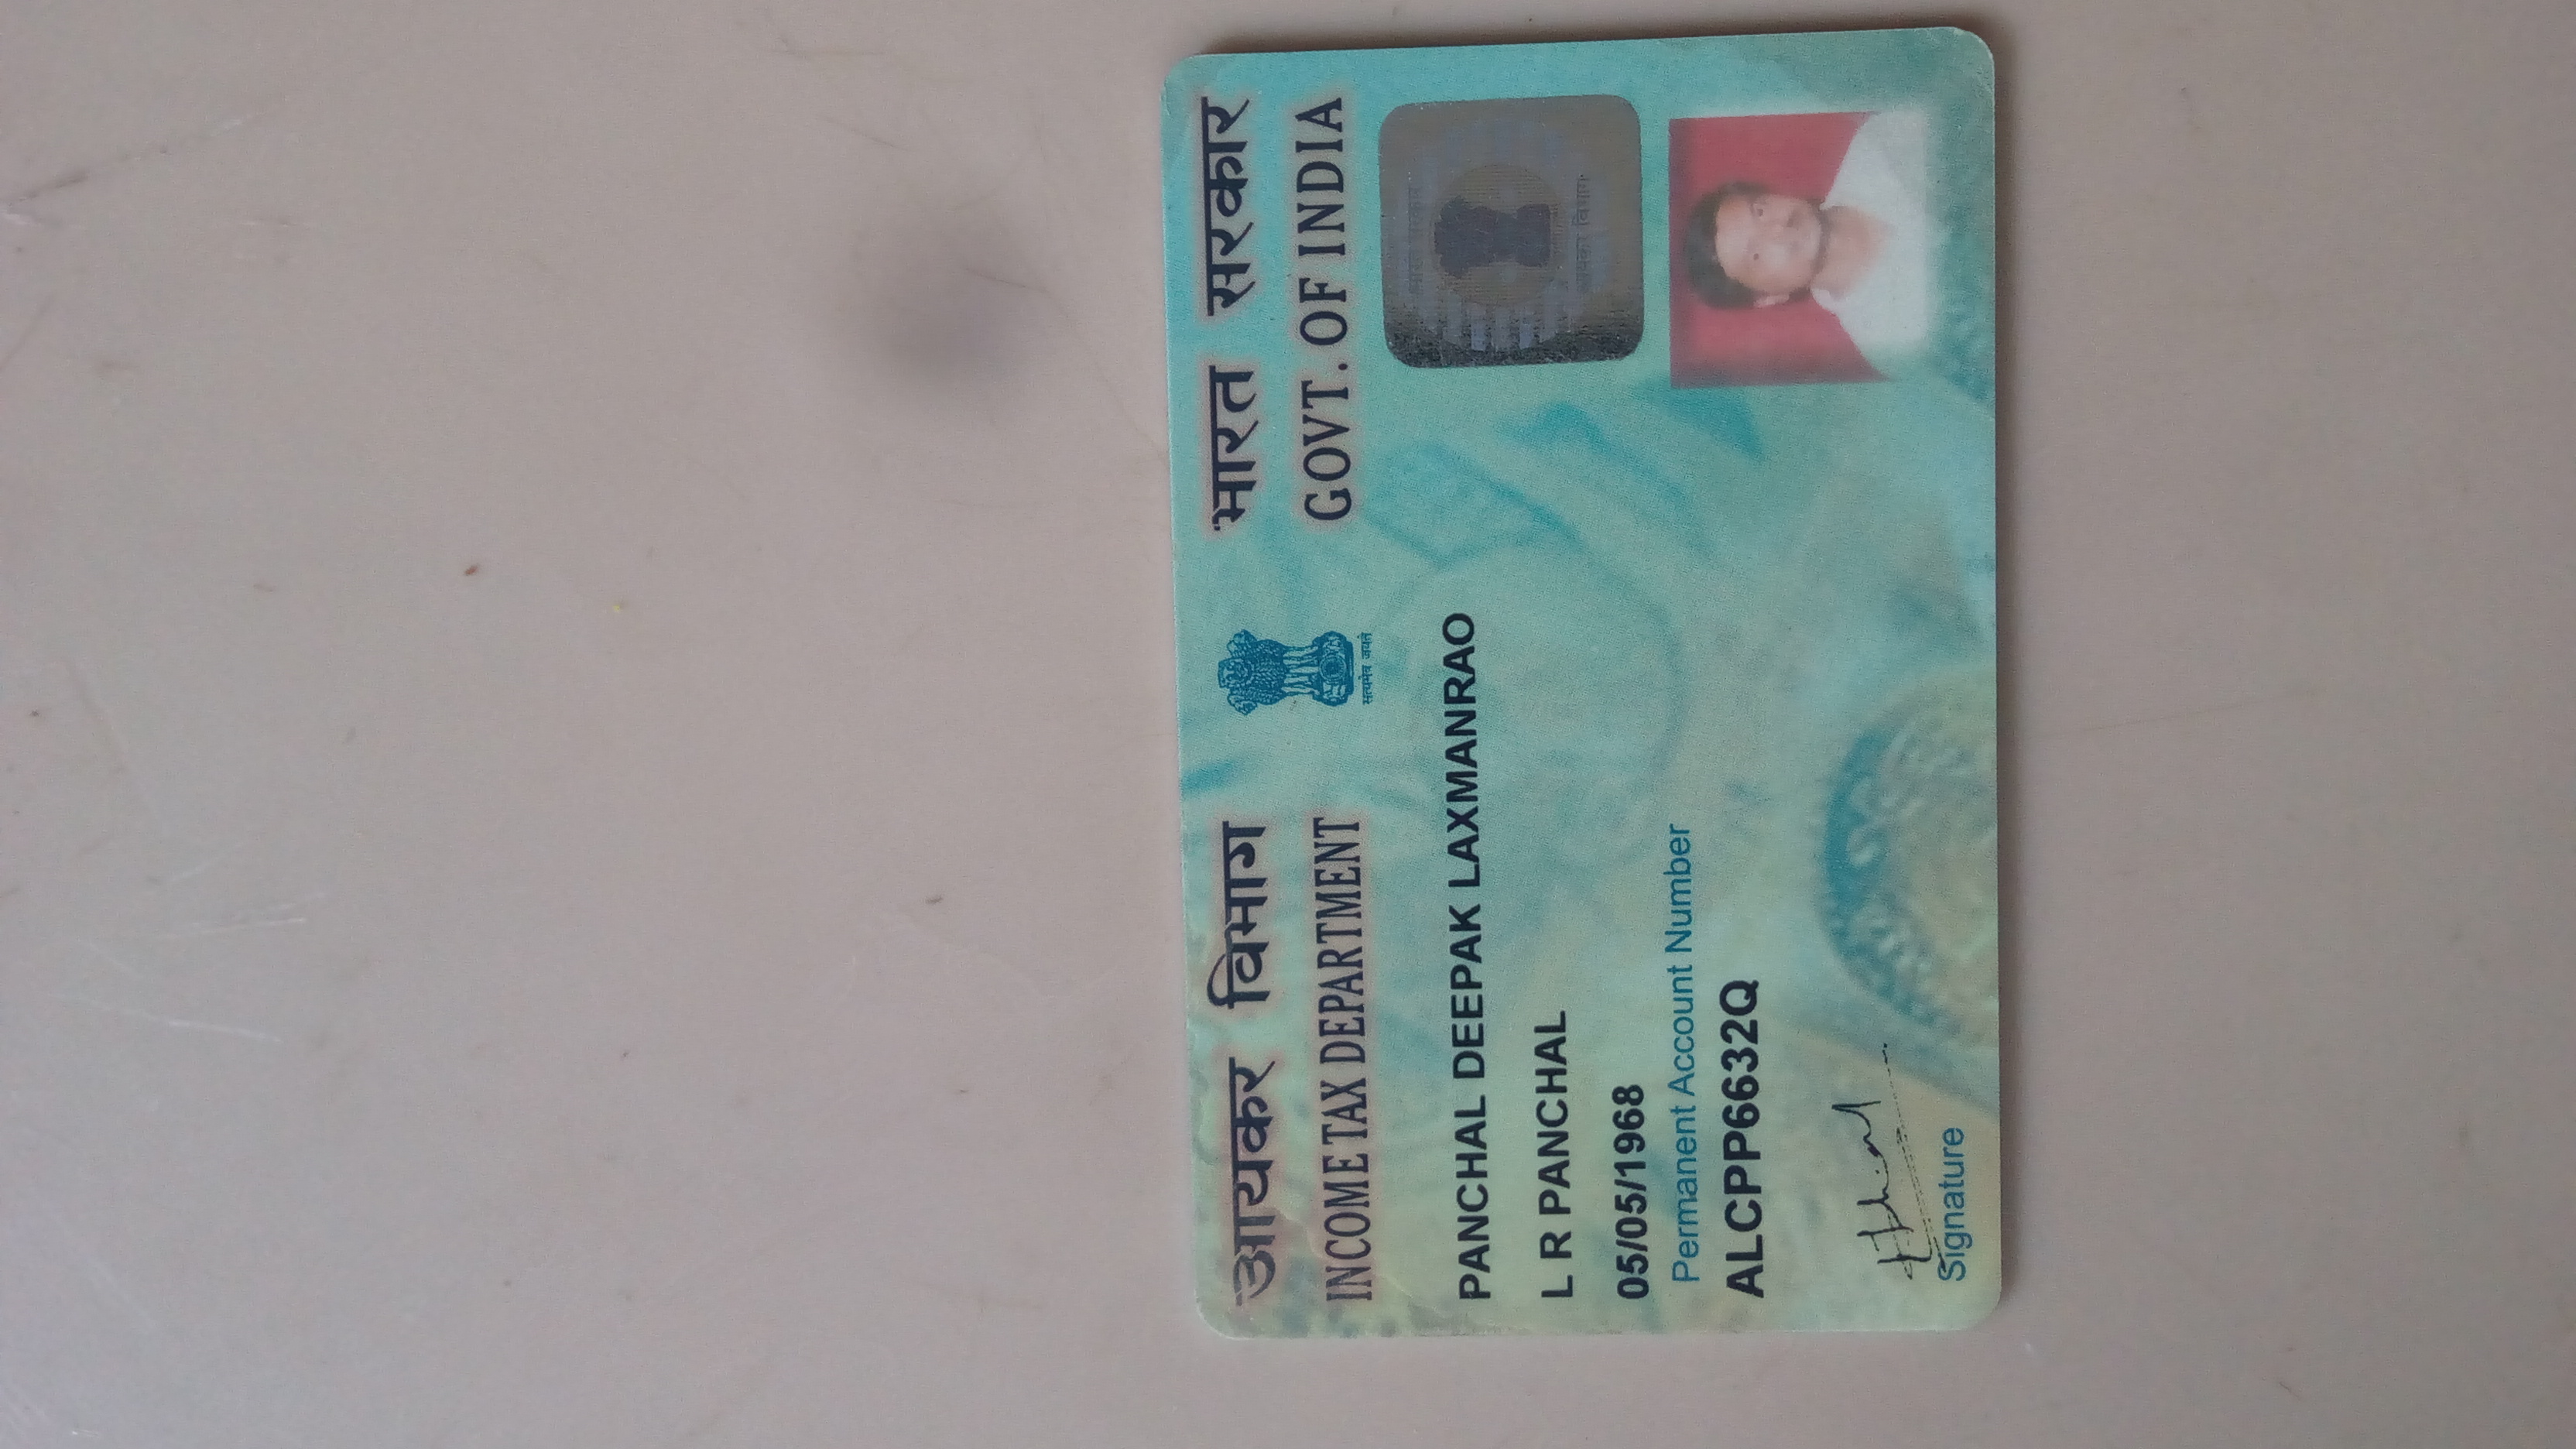 आयकर विभाग
INCOME TAX DEPARTMENT
सत्यमेव जयते
भारत सरकार
GOVT. OF INDIA
PANCHAL DEEPAK LAXMANRAO
L R PANCHAL
05/05/1968
Permanent Account Number
ALCPP6632Q
Signature